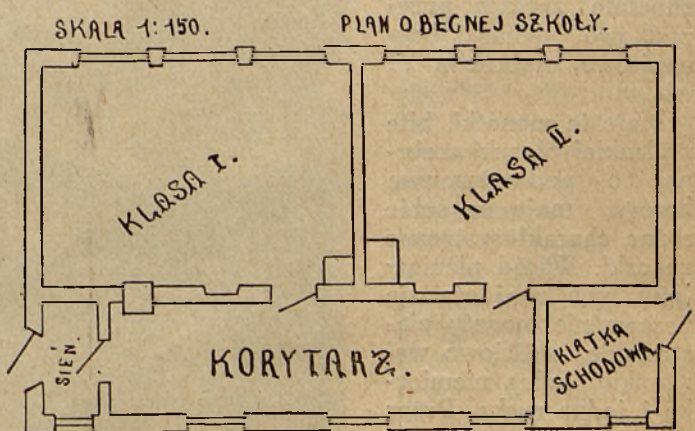 SKALA 1:150.
PLAN OBECNEJ SZKOŁY.
KLASA I.
KLASA II.
SIEŃ.
KORYTARZ.
KLATKA
SCHODOWA